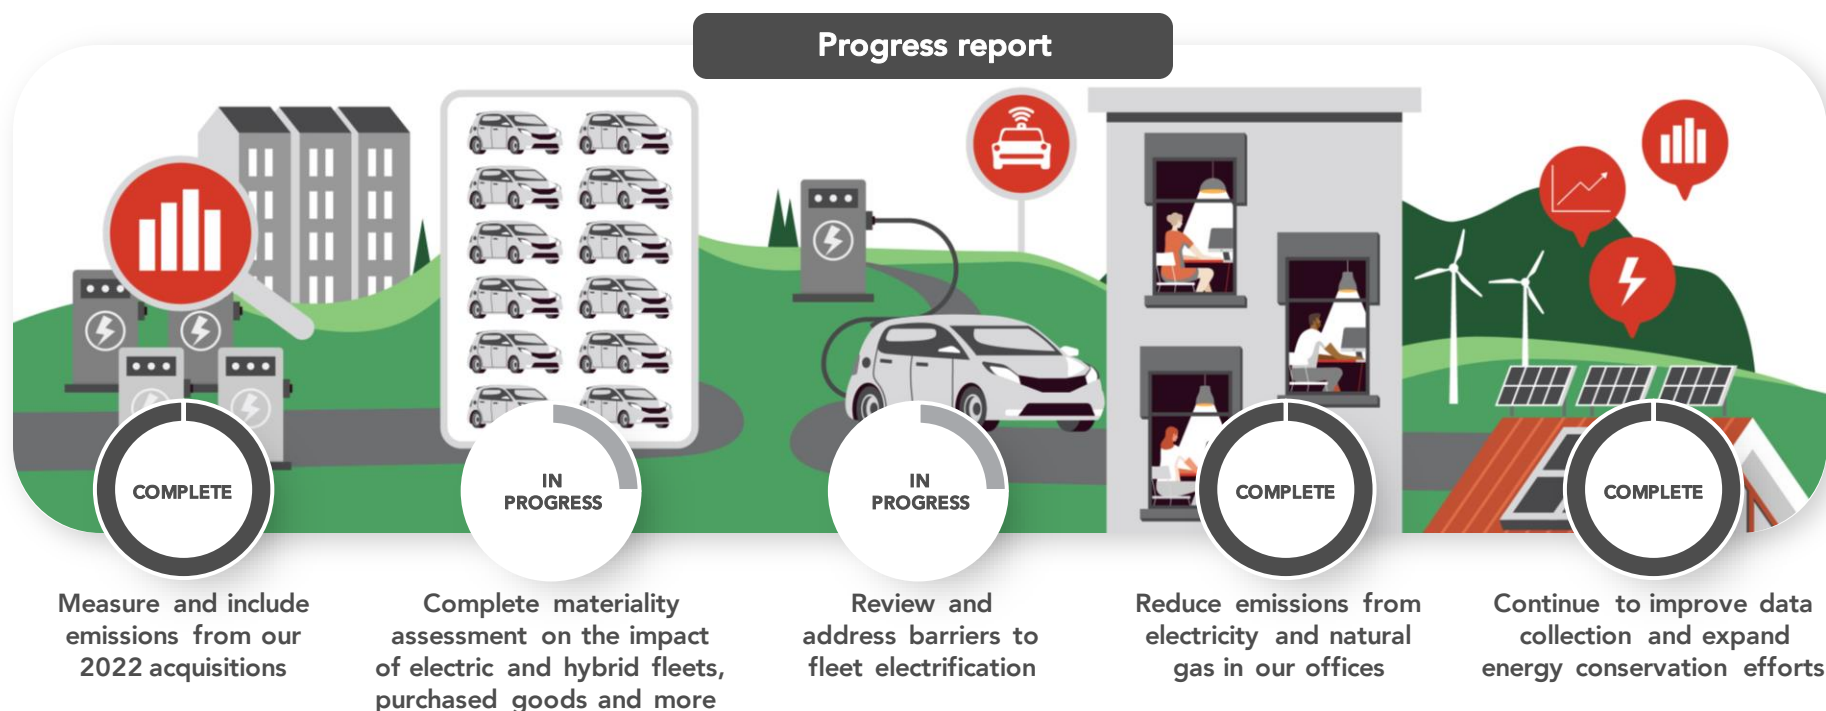 Progress report
COMPLETE
IN
PROGRESS
IN
PROGRESS
COMPLETE
COMPLETE
Measure and include
emissions from our
2022 acquisitions
Complete materiality
assessment on the impact
of electric and hybrid fleets,
purchased goods and more
Review and
address barriers to
fleet electrification
Reduce emissions from
electricity and natural
gas in our offices
Continue to improve data
collection and expand
energy conservation efforts